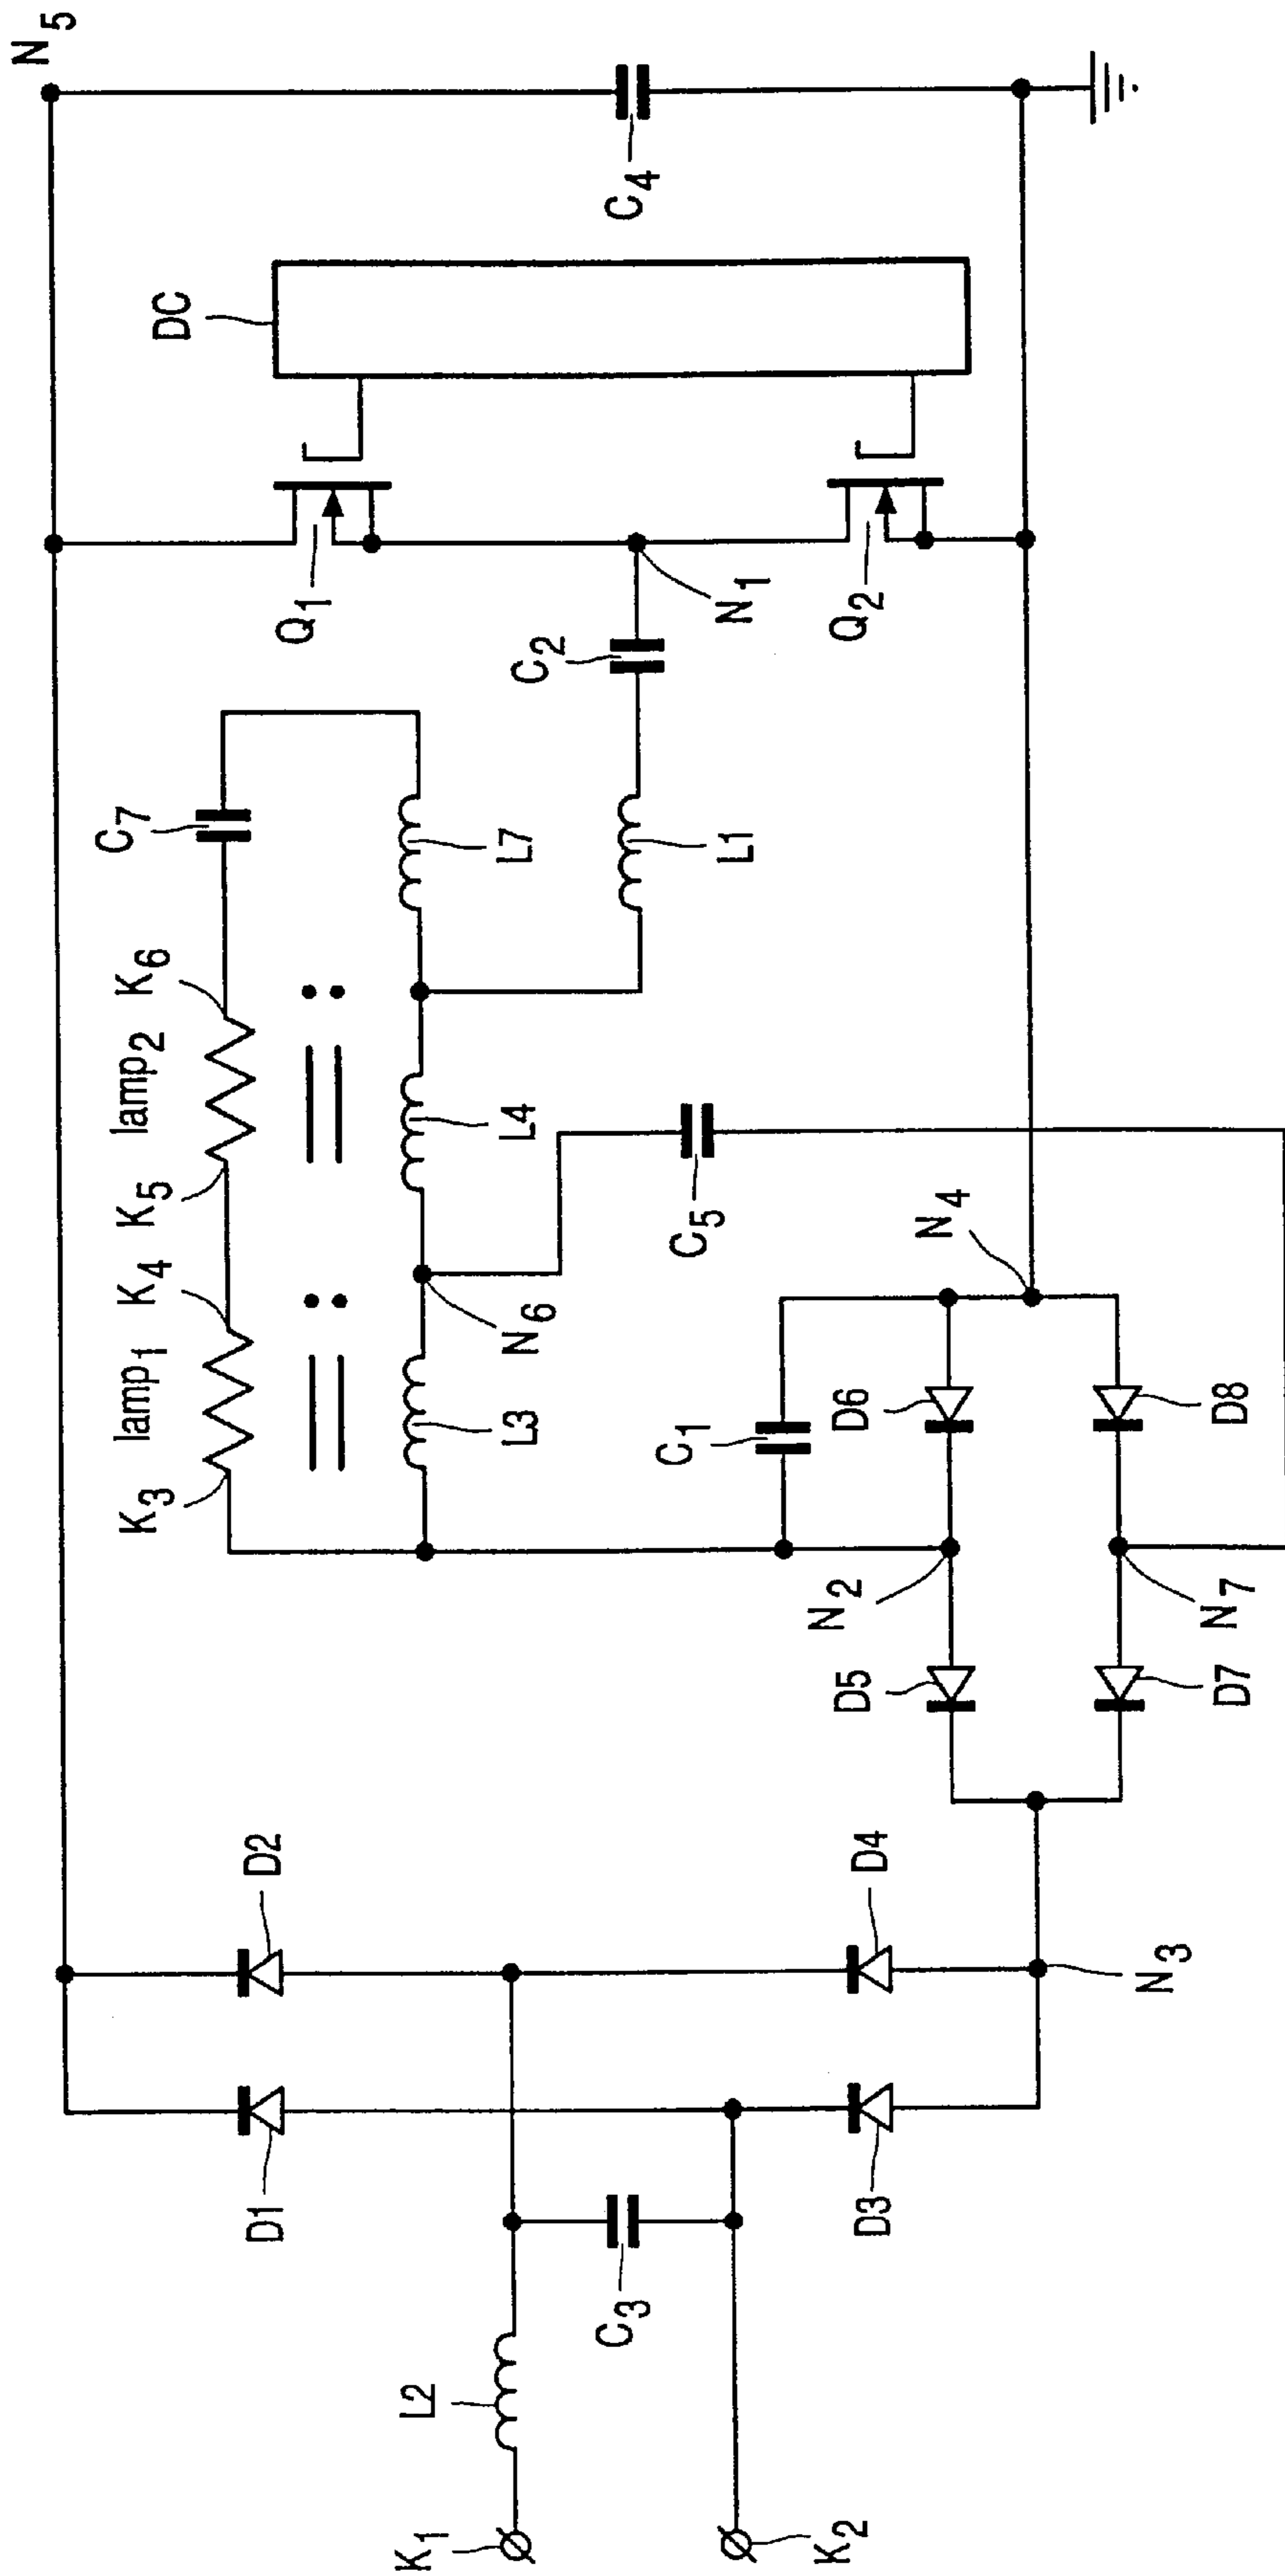 K1
K2
L2
C3
D1
D2
D3
D4
N3
D5
D7
N2
N7
D6
D8
C1
N4
K3
lamp1
K4
K5
lamp2
K6
C7
L3
N6
L4
L7
C5
L1
C2
N1
Q1
Q2
DC
C4
N5